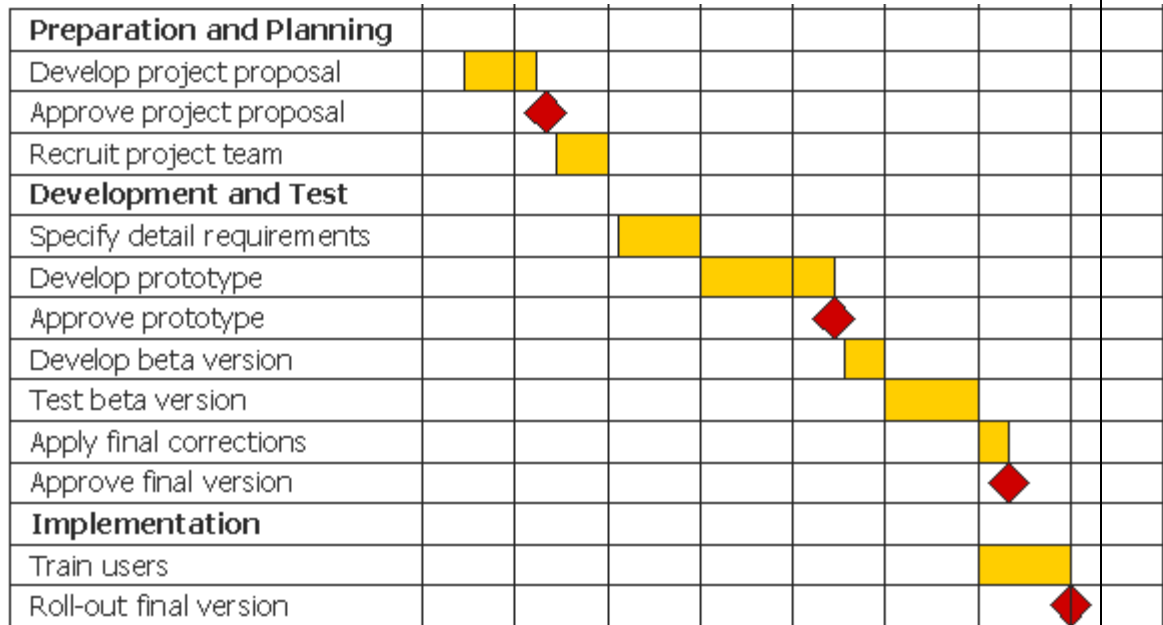 Preparation and Planning
Develop project proposal
Approve project proposal
Recruit project team
Development and Test
Specify detail requirements
Develop prototype
Approve prototype
Develop beta version
Test beta version
Apply final corrections
Approve final version
Implementation
Train users
Roll-out final version